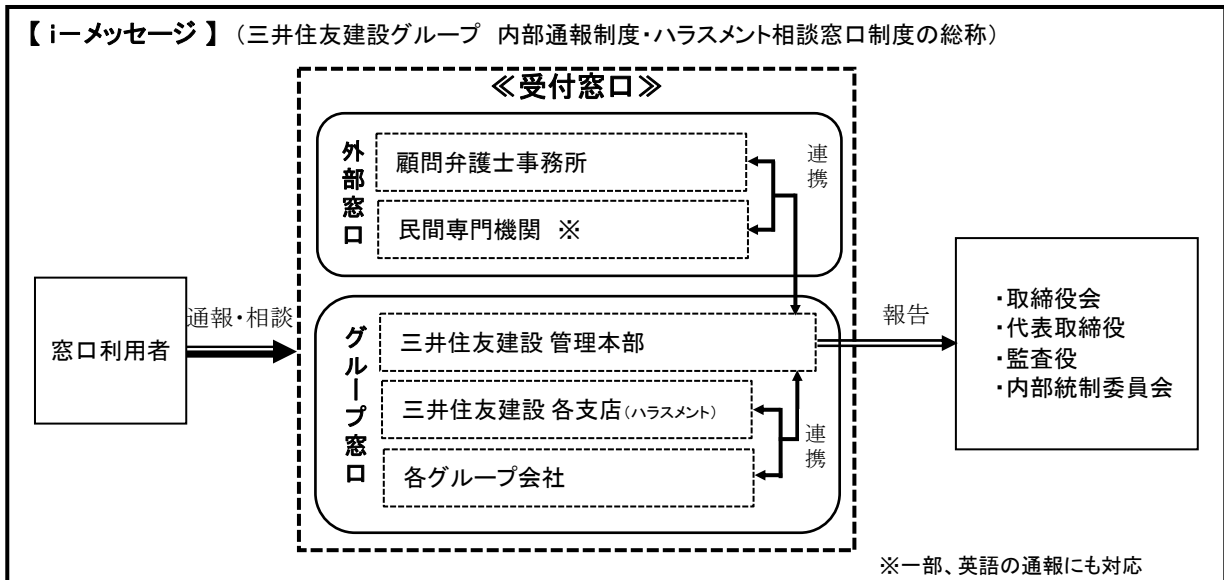 【 i－メッセージ 】 （三井住友建設グループ 内部通報制度・ハラスメント相談窓口制度の総称）
≪受付窓口≫
外部窓口
顧問弁護士事務所
民間専門機関 ※
連携
窓口利用者
通報・相談
グループ窓口
三井住友建設 管理本部
三井住友建設 各支店（ハラスメント）
各グループ会社
連携
報告
・取締役会
・代表取締役
・監査役
・内部統制委員会
※一部、英語の通報にも対応